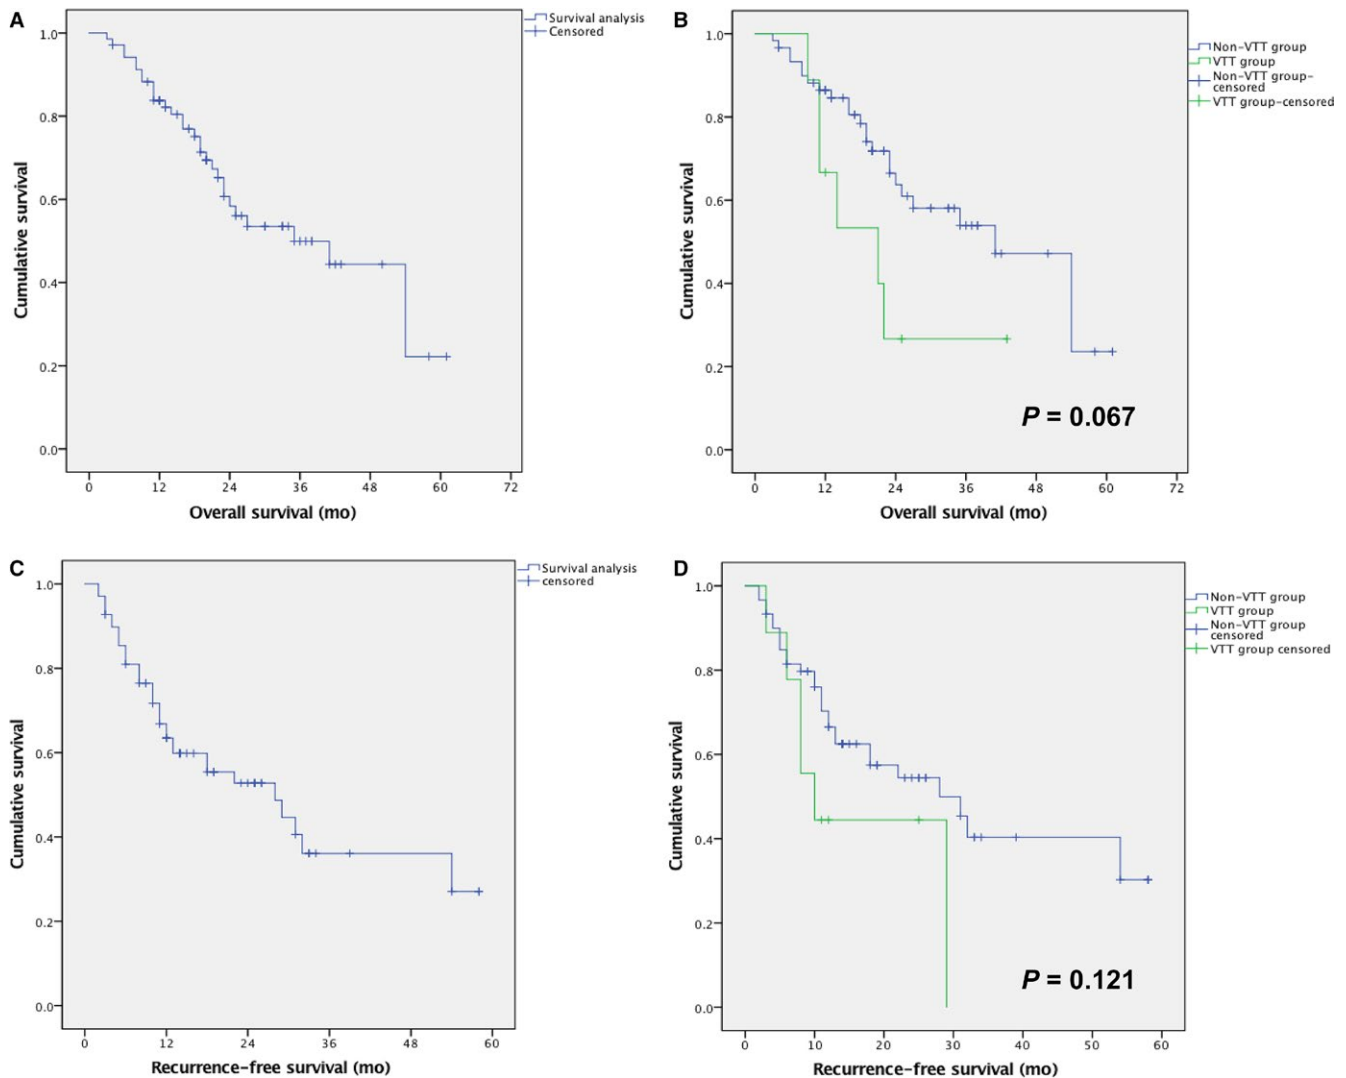 A
Survival analysis
Censored
1.0
0.8
0.6
0.4
0.2
0.0
Cumulative survival
0 12 24 36 48 60 72
Overall survival (mo)
B
Non-VTT group
VTT group
Non-VTT group-
censored
VTT group-censored
1.0
0.8
0.6
0.4
0.2
0.0
Cumulative survival
P = 0.067
0 12 24 36 48 60 72
Overall survival (mo)
C
Survival analysis
censored
1.0
0.8
0.6
0.4
0.2
0.0
Cumulative survival
0 12 24 36 48 60
Recurrence-free survival (mo)
D
Non-VTT group
VTT group
Non-VTT group
censored
VTT group censored
1.0
0.8
0.6
0.4
0.2
0.0
Cumulative survival
P = 0.121
0 10 20 30 40 50 60
Recurrence-free survival (mo)